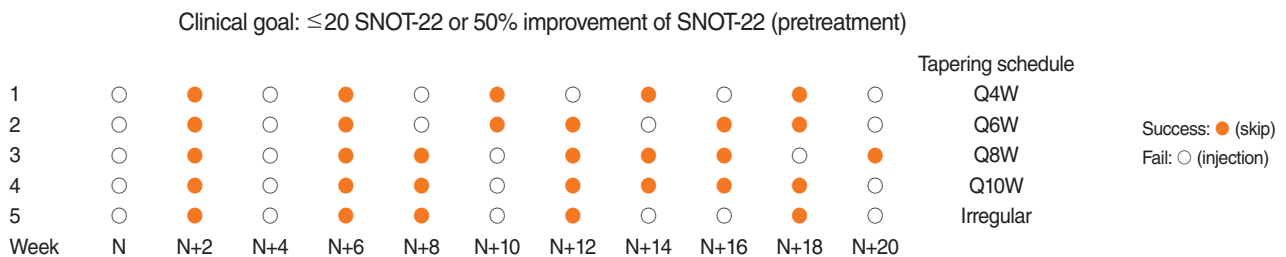 Clinical goal: ≤20 SNOT-22 or 50% improvement of SNOT-22 (pretreatment)
Tapering schedule
1 Q4W
2 Q6W
Success: (skip)
3 Q8W
Fail: (injection)
4 Q10W
5 Irregular
Week N N+2 N+4 N+6 N+8 N+10 N+12 N+14 N+16 N+18 N+20